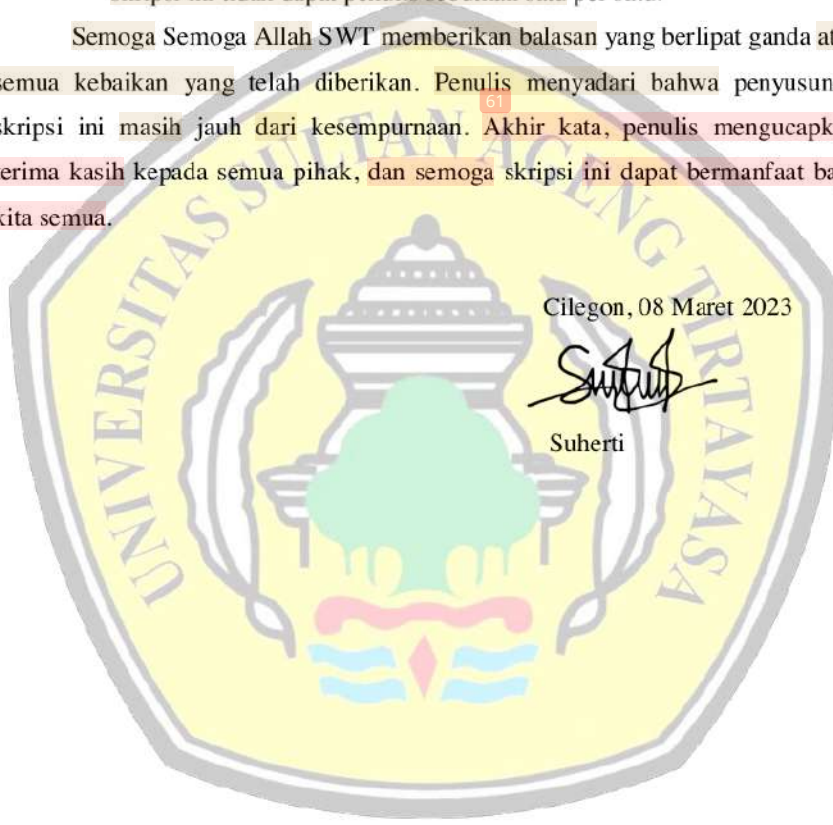 Semoga Semoga Allah SWT memberikan balasan yang berlipat ganda at
semua kebaikan yang telah diberikan. Penulis menyadari bahwa penyusun
skripsi ini masih jauh dari kesempurnaan. Akhir kata, penulis mengucapk
terima kasih kepada semua pihak, dan semoga skripsi ini dapat bermanfaat ba
kita semua.
61
UNIVERSITAS SULTAN AGENG TIRTAYASA
Cilegon, 08 Maret 2023
Suherti